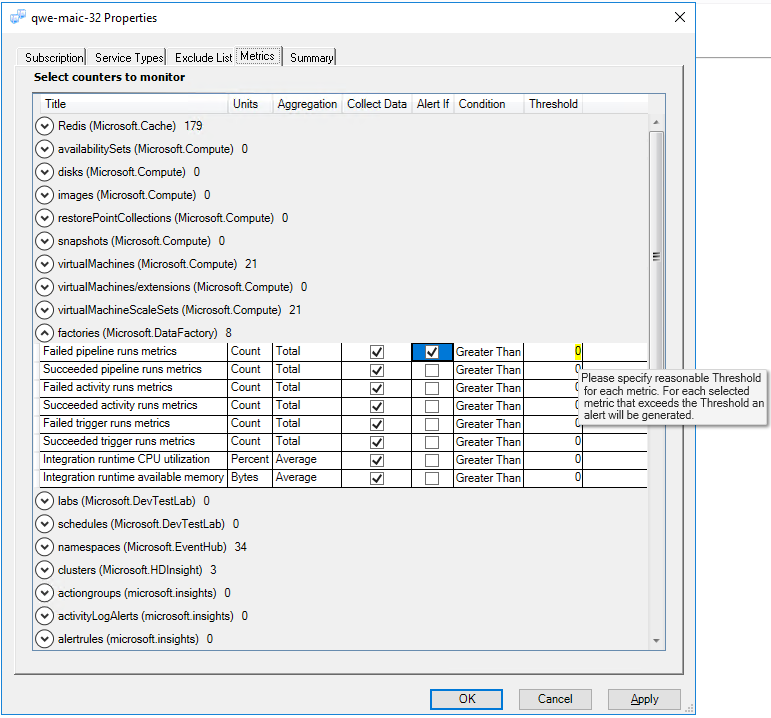 qwe-maic-32 Properties
Subscription Service Types Exclude List Metrics Summary
Select counters to monitor
Title Units Aggregation Collect Data Alert If Condition Threshold
Redis (Microsoft.Cache) 179
availabilitySets (Microsoft.Compute) 0
disks (Microsoft.Compute) 0
images (Microsoft.Compute) 0
restorePointCollections (Microsoft.Compute) 0
snapshots (Microsoft.Compute) 0
virtualMachines (Microsoft.Compute) 21
virtualMachines/extensions (Microsoft.Compute) 0
virtualMachineScaleSets (Microsoft.Compute) 21
factories (Microsoft.DataFactory) 8
Failed pipeline runs metrics Count Total Greater Than 0
Succeeded pipeline runs metrics Count Total Greater Than 0
Failed activity runs metrics Count Total Greater Than 0
Succeeded activity runs metrics Count Total Greater Than 0
Failed trigger runs metrics Count Total Greater Than 0
Succeeded trigger runs metrics Count Total Greater Than 0
Integration runtime CPU utilization Percent Average Greater Than 0
Integration runtime available memory Bytes Average Greater Than 0
Please specify reasonable Threshold
for each metric. For each selected
metric that exceeds the Threshold an
alert will be generated.
labs (Microsoft.DevTestLab) 0
schedules (Microsoft.DevTestLab) 0
namespaces (Microsoft.EventHub) 34
clusters (Microsoft.HDInsight) 3
actiongroups (microsoft.insights) 0
activityLogAlerts (microsoft.insights) 0
alertrules (microsoft.insights) 0
OK Cancel Apply